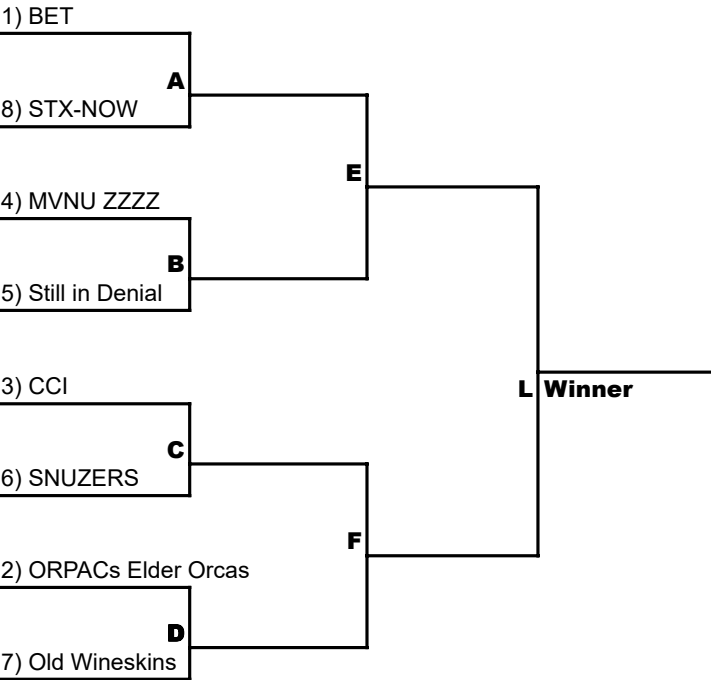 1) BET
A
8) STX-NOW
E
4) MVNU ZZZZ
B
5) Still in Denial
3) CCI
L Winner
C
6) SNUZERS
F
2) ORPACs Elder Orcas
D
7) Old Wineskins